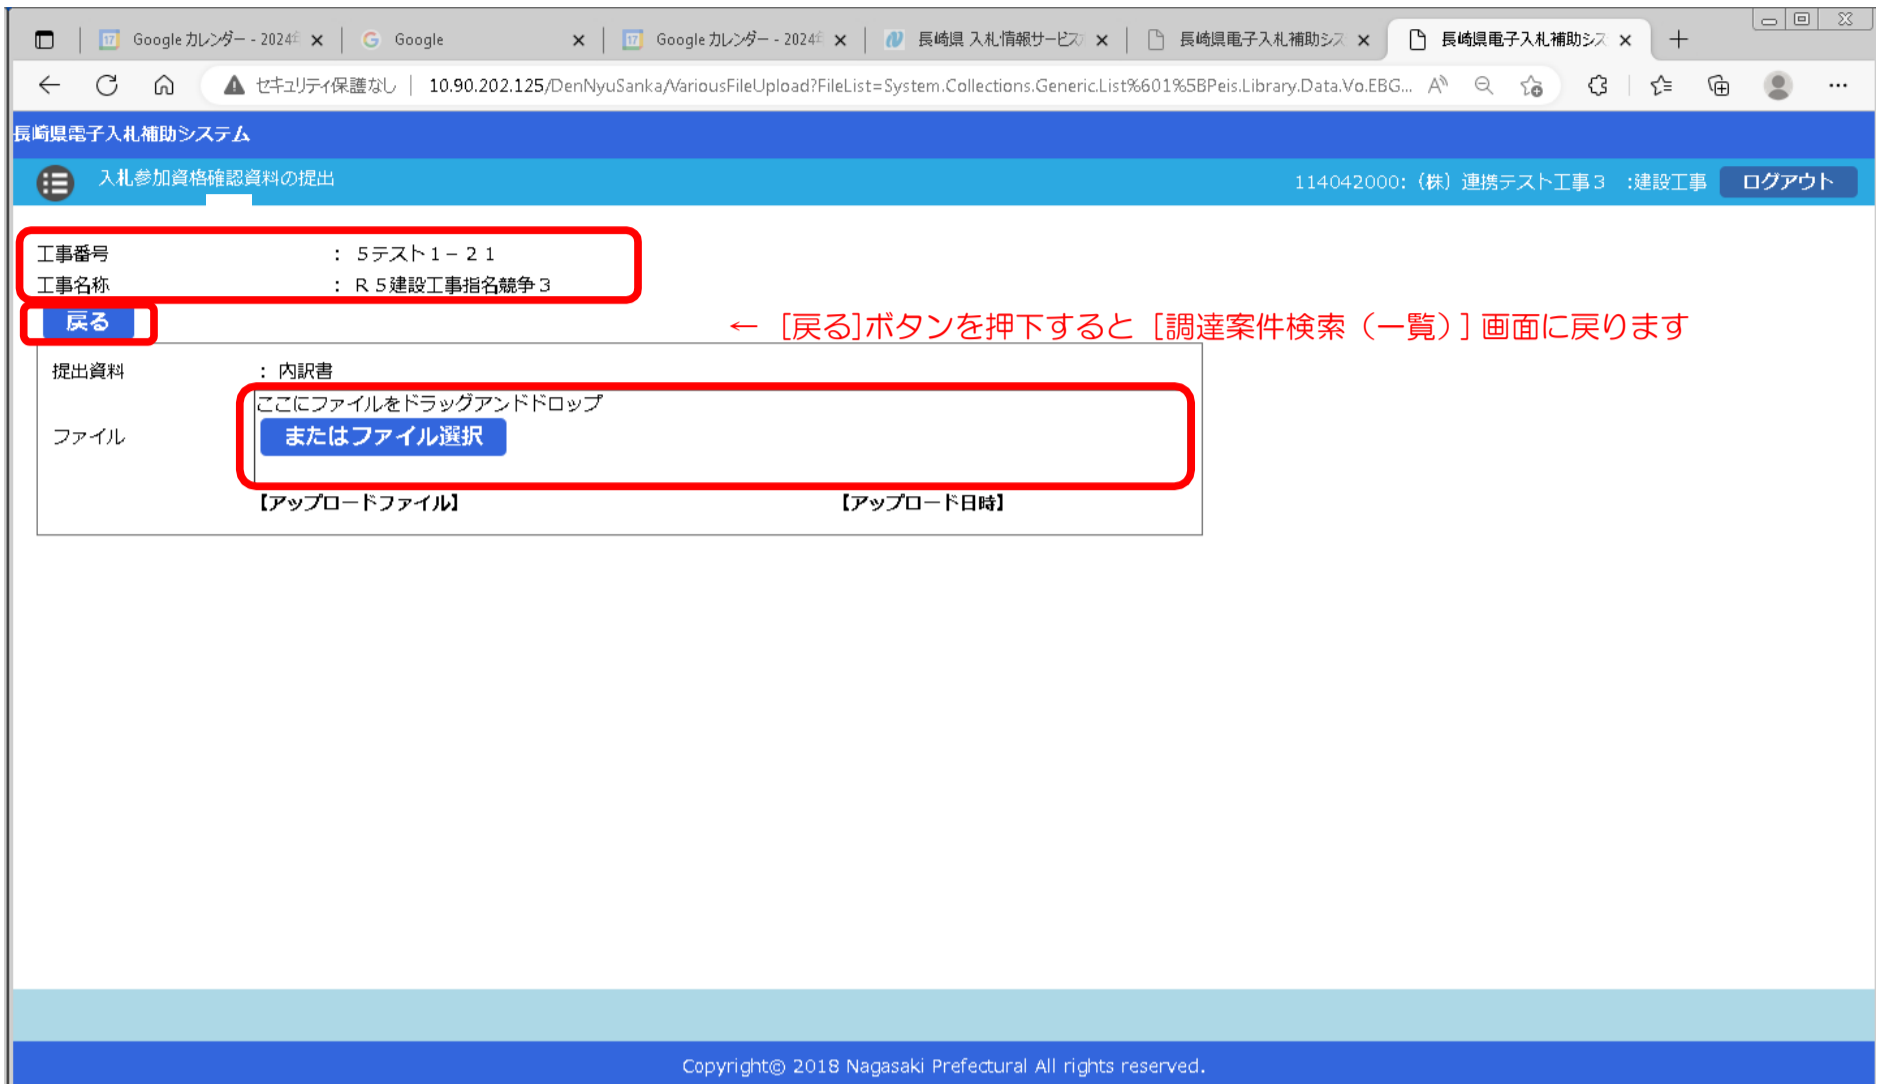 Google カレンダー - 2024年
Google
Google カレンダー - 2024年
長崎県 入札情報サービス
長崎県電子入札補助シス
長崎県電子入札補助シス
セキュリティ保護なし 10.90.202.125/DenNyuSanka/VariousFileUpload?FileList=System.Collections.Generic.List%601%5BPeis.Library.Data.Vo.EBG...
長崎県電子入札補助システム
入札参加資格確認資料の提出
114042000:（株）連携テスト工事３ :建設工事 ログアウト
工事番号 ： ５テスト１－２１
工事名称 ： Ｒ５建設工事指名競争３
戻る
← [戻る]ボタンを押下すると [調達案件検索（一覧）] 画面に戻ります
提出資料 ：内訳書
ここにファイルをドラッグアンドドロップ
ファイル またはファイル選択
【アップロードファイル】 【アップロード日時】
Copyright© 2018 Nagasaki Prefectural All rights reserved.